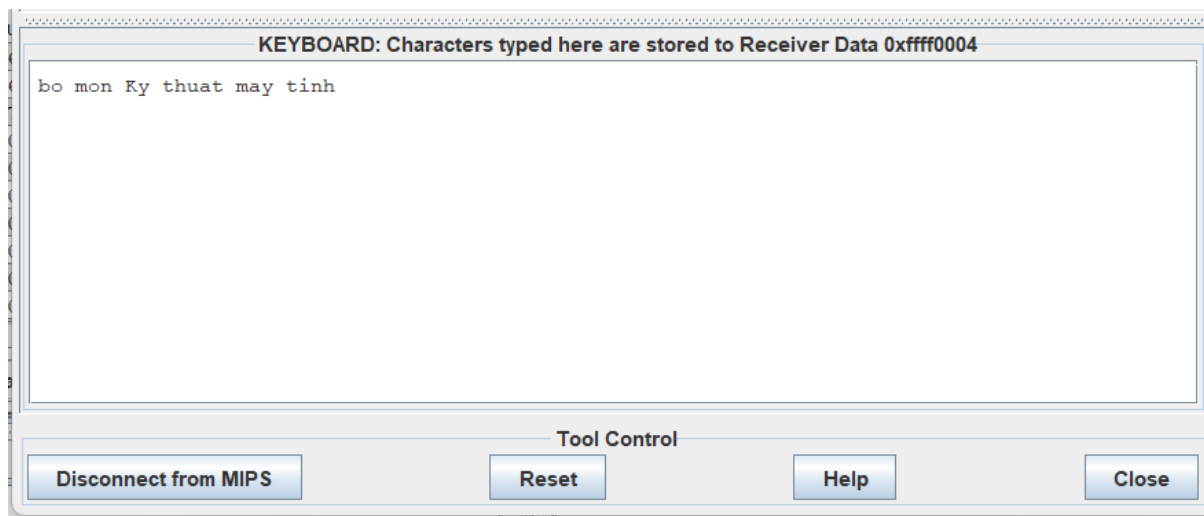 KEYBOARD: Characters typed here are stored to Receiver Data 0xffff0004
bo mon Ky thuat may tinh
Tool Control
Disconnect from MIPS
Reset
Help
Close